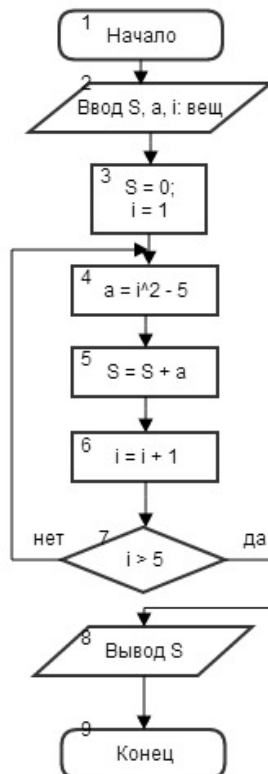 1
Начало
2
Ввод S, a, i: вещ
3
S = 0;
i = 1
4
a = i^2 - 5
5
S = S + a
6
i = i + 1
нет 7 да
i > 5
8
Вывод S
9
Конец